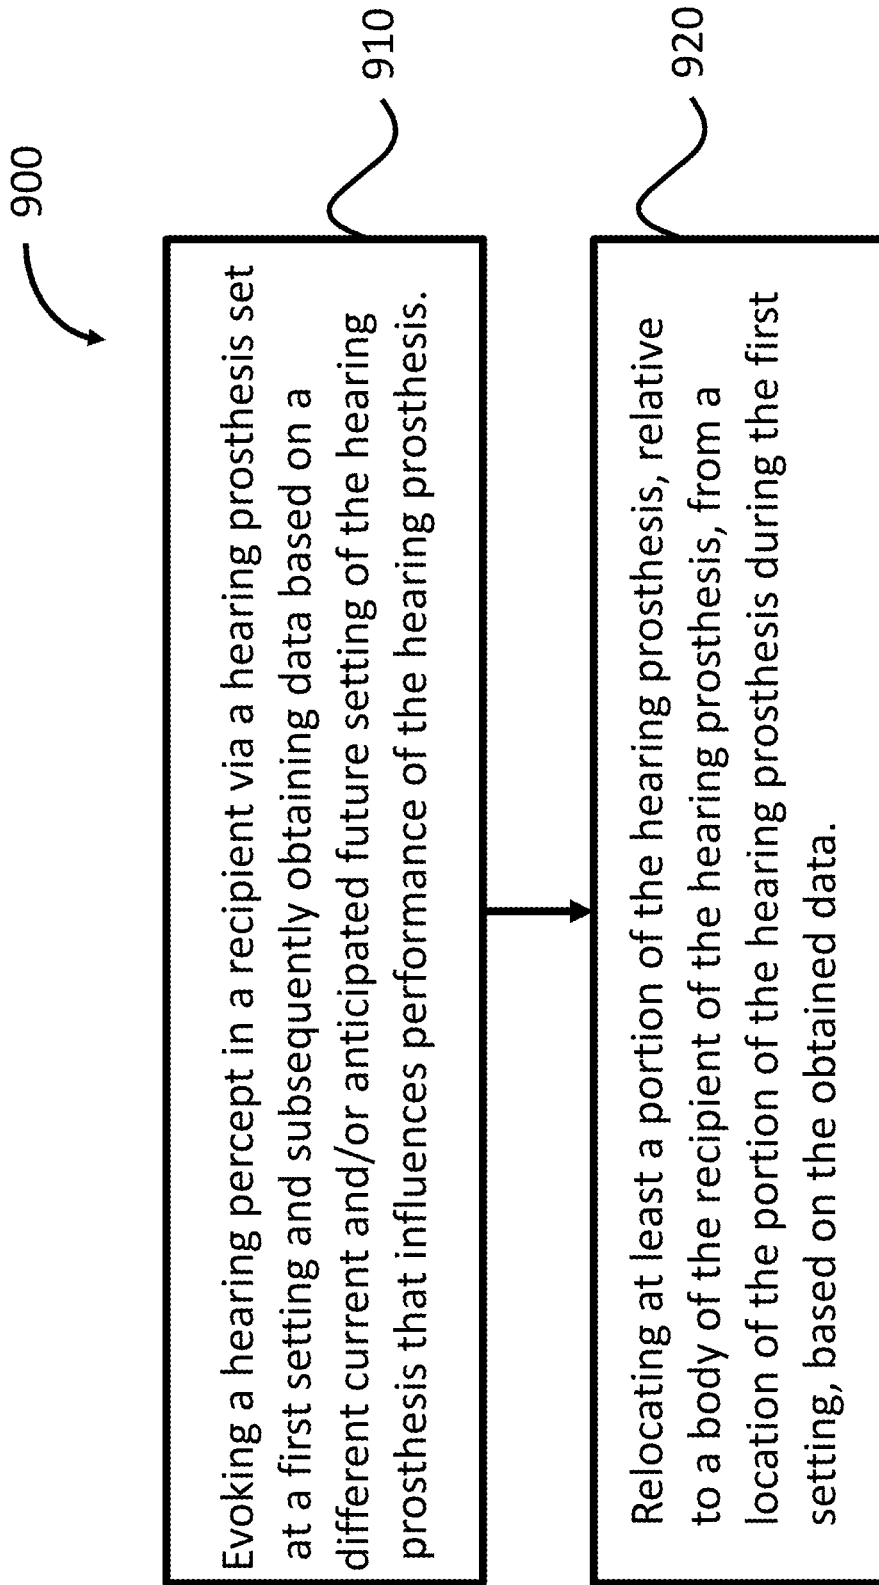 900
910
Evoking a hearing percept in a recipient via a hearing prosthesis set
at a first setting and subsequently obtaining data based on a
different current and/or anticipated future setting of the hearing
prosthesis that influences performance of the hearing prosthesis.
920
Relocating at least a portion of the hearing prosthesis, relative
to a body of the recipient of the hearing prosthesis, from a
location of the portion of the hearing prosthesis during the first
setting, based on the obtained data.